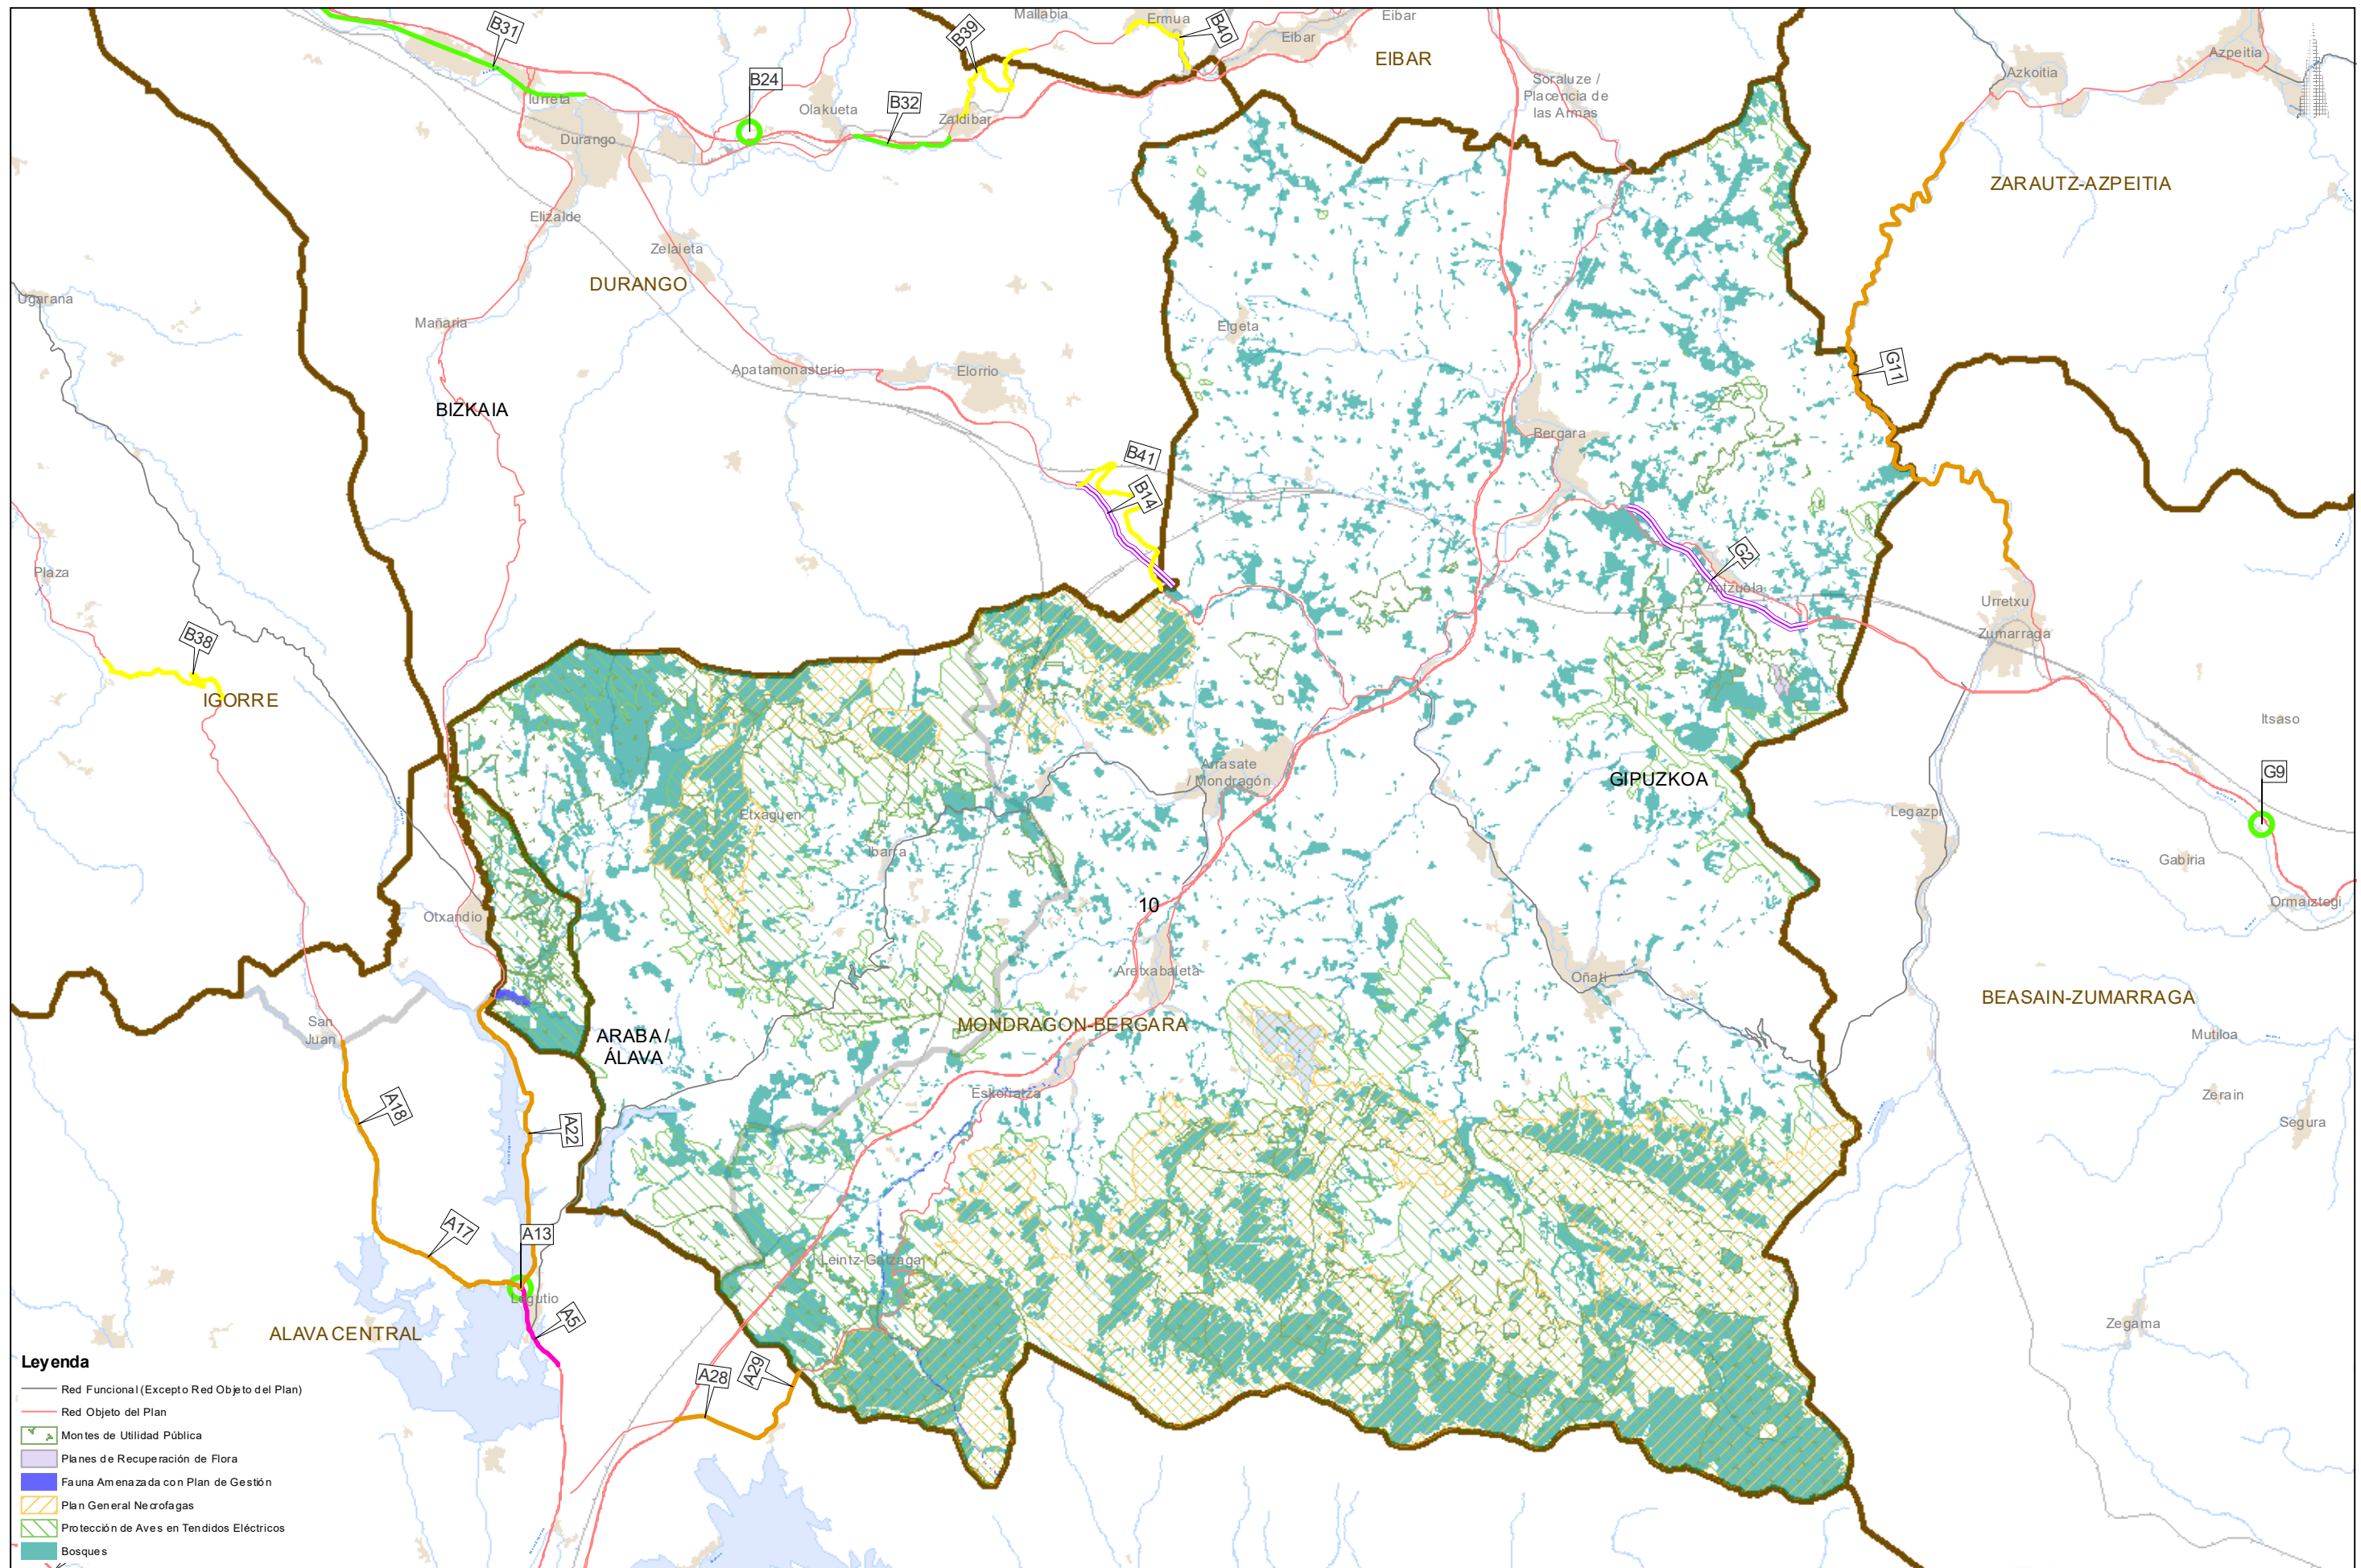 Mallabia
Ermua
Eibar
B31
B39
B40
Eibar
EIBAR
Azpeitia
Azkoitia
B24
Soraluze /
Placencia de
las Armas
Iurreta
Olakueta
B32
Zaldibar
Durango
ZARAUTZ-AZPEITIA
Elizalde
Zelaieta
DURANGO
Ugarana
Mañaria
Elgeta
Apatamonasterio
Elorrio
G11
BIZKAIA
Bergara
B41
B14
Plaza
G2
Antzuola
Urretxu
Zumarraga
B38
IGORRE
Itsaso
Arrasate
/ Mondragón
GIPUZKOA
G9
Etxaguen
Legazpi
Ibarra
Gabiria
10
Otxandio
Ormaiztegi
Aretxabaleta
Oñati
BEASAIN-ZUMARRAGA
San
Juan
MONDRAGON-BERGARA
ARABA /
ÁLAVA
Mutiloa
Eskoriatza
Zerain
A18
A22
Segura
A17
A13
Leintz-Gatzaga
Legutio
A5
ALAVA CENTRAL
Zegama
A28
A29
Leyenda
Red Funcional (Excepto Red Objeto del Plan)
Red Objeto del Plan
Montes de Utilidad Pública
Planes de Recuperación de Flora
Fauna Amenazada con Plan de Gestión
Plan General Necrofagas
Protección de Aves en Tendidos Eléctricos
Bosques